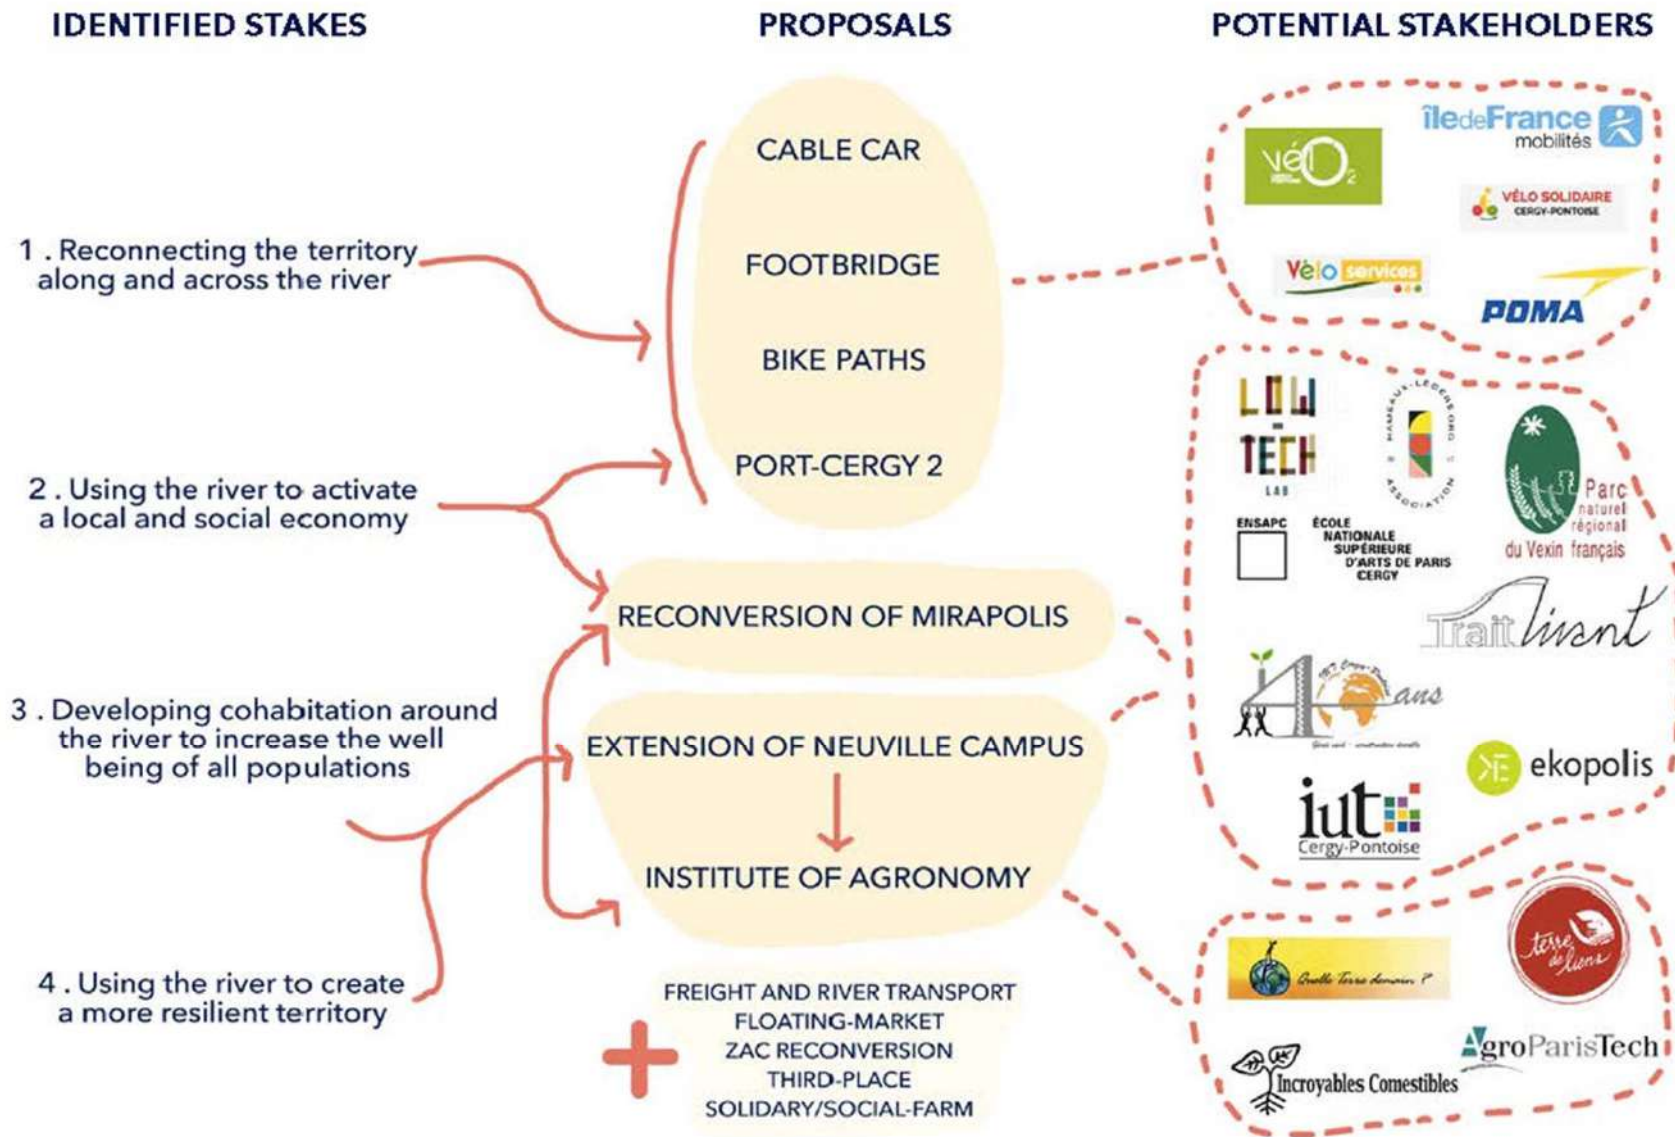 IDENTIFIED STAKES
1 . Reconnecting the territory
along and across the river
2 . Using the river to activate
a local and social economy
3 . Developing cohabitation around
the river to increase the well
being of all populations
4 . Using the river to create
a more resilient territory
PROPOSALS
CABLE CAR
FOOTBRIDGE
BIKE PATHS
PORT-CERGY 2
RECONVERSION OF MIRAPOLIS
EXTENSION OF NEUVILLE CAMPUS
INSTITUTE OF AGRONOMY
FREIGHT AND RIVER TRANSPORT
FLOATING-MARKET
ZAC RECONVERSION
THIRD-PLACE
SOLIDARY/SOCIAL-FARM
POTENTIAL STAKEHOLDERS
vélO2
îledeFrance
mobilités
VÉLO SOLIDAIRE
CERGY-PONTOISE
Vélo services
POMA
LOW
-
TECH
LAB
HAMEAUX-LÉGERS.ORG
ASSOCIATION
Parc
naturel
régional
du Vexin français
ENSAPC
ÉCOLE
NATIONALE
SUPÉRIEURE
D'ARTS DE PARIS
CERGY
Trait Vivant
40 ans
ekopolis
iut
Cergy-Pontoise
terre
de liens
Quelle Terre demain ?
AgroParisTech
Incroyables Comestibles